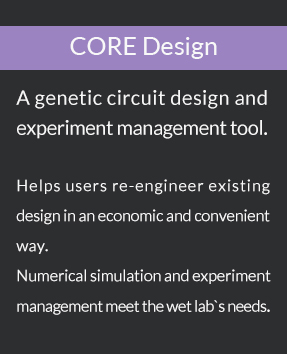 CORE Design
A genetic circuit design and
experiment management tool.
Helps users re-engineer existing
design in an economic and convenient
way.
Numerical simulation and experiment
management meet the wet lab`s needs.